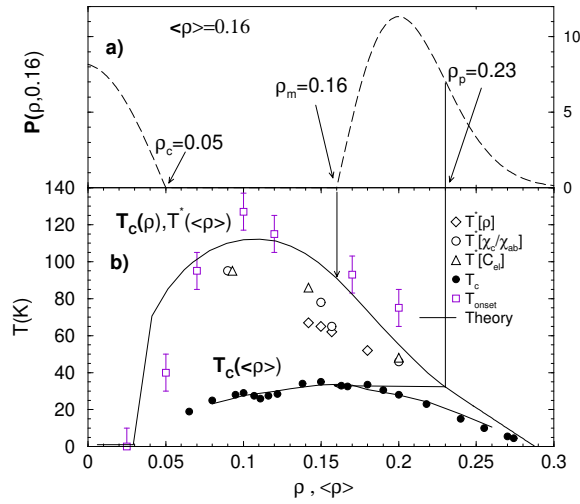 <ρ>=0.16
a)
P(ρ,0.16)
ρc=0.05
ρm=0.16
ρp=0.23
10
5
0
140
120
100
80
60
40
20
0
T(K)
Tc(ρ),T*(<ρ>)
b)
T*[ρ]
T*[χc/χab]
T*[Cel]
Tc
Tonset
Theory
Tc(<ρ>)
0 0.05 0.1 0.15 0.2 0.25 0.3
ρ , <ρ>